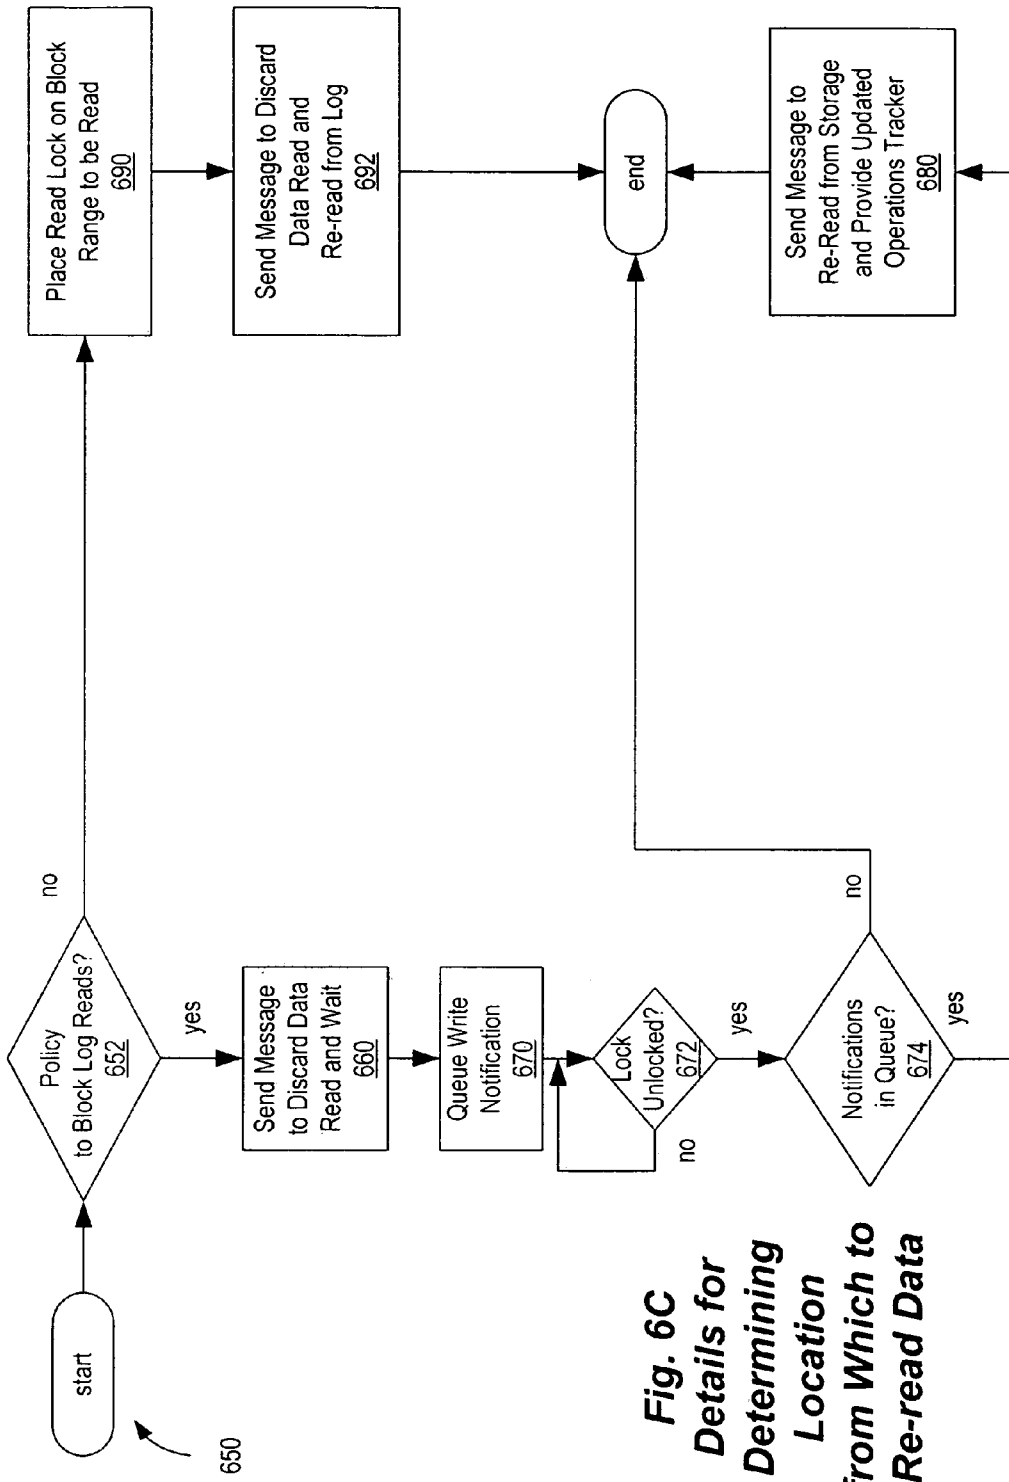 650
start
Policy
to Block Log Reads?
652
no
yes
Place Read Lock on Block
Range to be Read
690
Send Message to Discard
Data Read and
Re-read from Log
692
Send Message
to Discard Data
Read and Wait
660
Queue Write
Notification
670
Lock
Unlocked?
672
no
yes
Notifications
in Queue?
674
no
yes
end
Send Message to
Re-Read from Storage
and Provide Updated
Operations Tracker
680
Fig. 6C
Details for
Determining
Location
from Which to
Re-read Data